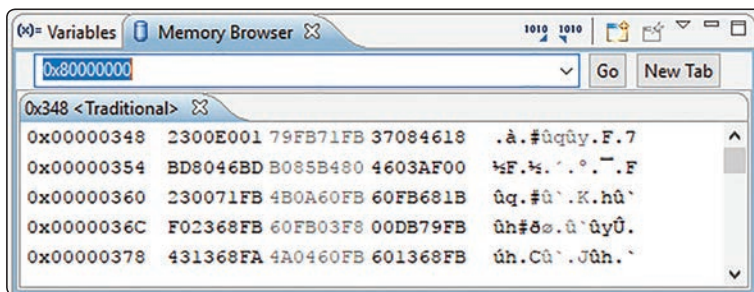 (x)= Variables Memory Browser
1010 1010
0x80000000 Go New Tab
0x348 <Traditional>
0x00000348 2300E001 79FB71FB 37084618 .à.#ûqûy.F.7
0x00000354 BD8046BD B085B480 4603AF00 ½F.½.´.°.¯.F
0x00000360 230071FB 4B0A60FB 60FB681B ûq.#û`.K.hû`
0x0000036C F02368FB 60FB03F8 00DB79FB ûh#ðø.û`ûyÛ.
0x00000378 431368FA 4A0460FB 601368FB úh.Cû`.Jûh.`